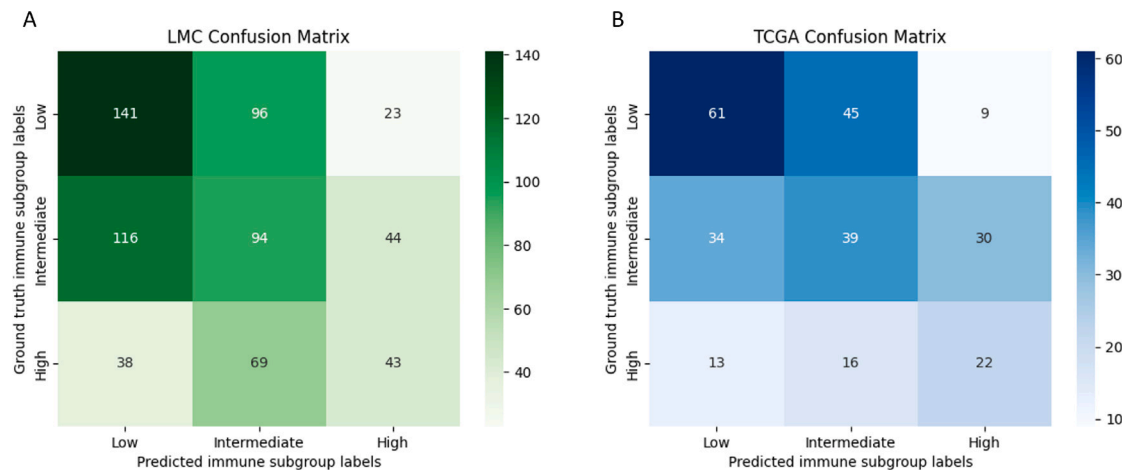 A
LMC Confusion Matrix
Ground truth immune subgroup labels
Low
Intermediate
High
141 96 23
116 94 44
38 69 43
Low Intermediate High
Predicted immune subgroup labels
140
120
100
80
60
40
B
TCGA Confusion Matrix
Ground truth immune subgroup labels
Low
Intermediate
High
61 45 9
34 39 30
13 16 22
Low Intermediate High
Predicted immune subgroup labels
60
50
40
30
20
10